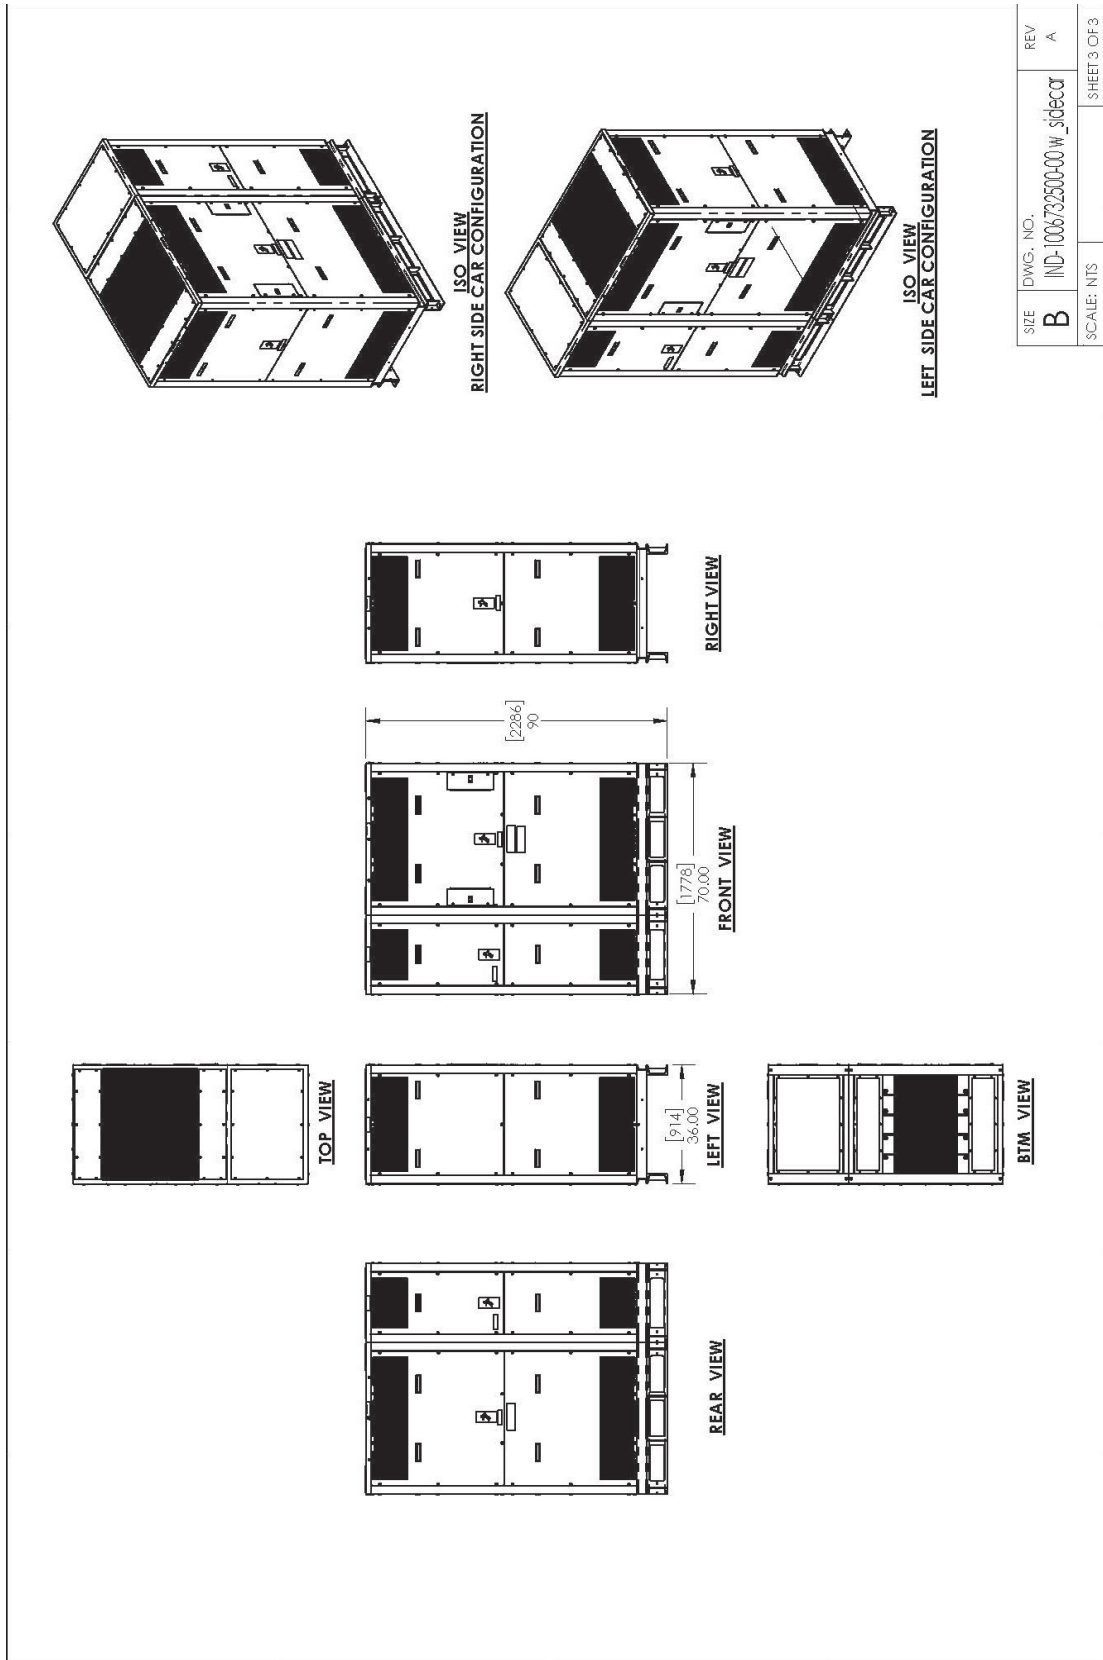 TOP VIEW
REAR VIEW
[914]
36.00
LEFT VIEW
[1778]
70.00
FRONT VIEW
[2286]
90
RIGHT VIEW
BTM VIEW
ISO VIEW
RIGHT SIDE CAR CONFIGURATION
ISO VIEW
LEFT SIDE CAR CONFIGURATION
SIZE
B
DWG. NO.
IND-1006732500-00 w_sidecar
REV
A
SCALE: NTS
SHEET 3 OF 3